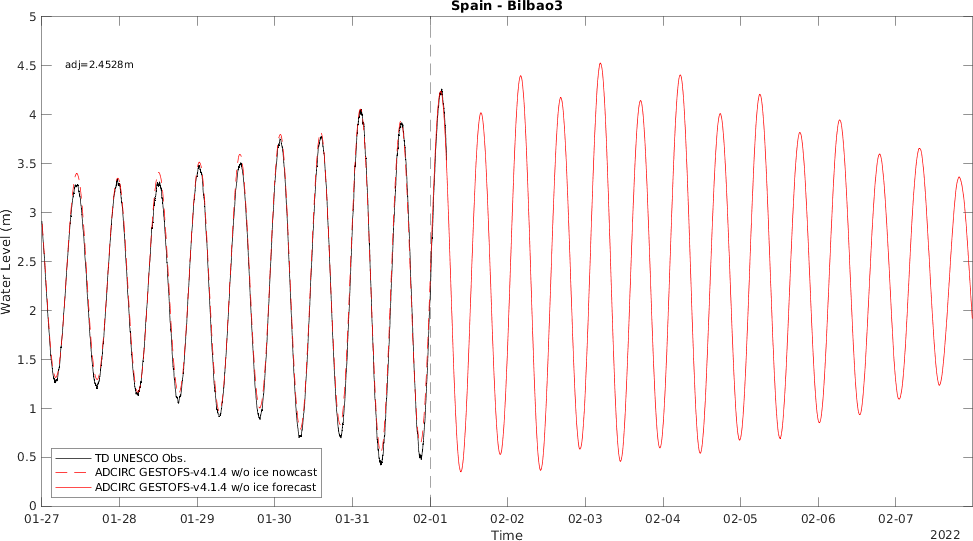 Spain - Bilbao3
adj=2.4528m
Water Level (m)
5
4.5
4
3.5
3
2.5
2
1.5
1
0.5
0
TD UNESCO Obs.
ADCIRC GESTOFS-v4.1.4 w/o ice nowcast
ADCIRC GESTOFS-v4.1.4 w/o ice forecast
01-27 01-28 01-29 01-30 01-31 02-01 02-02 02-03 02-04 02-05 02-06 02-07
Time
2022